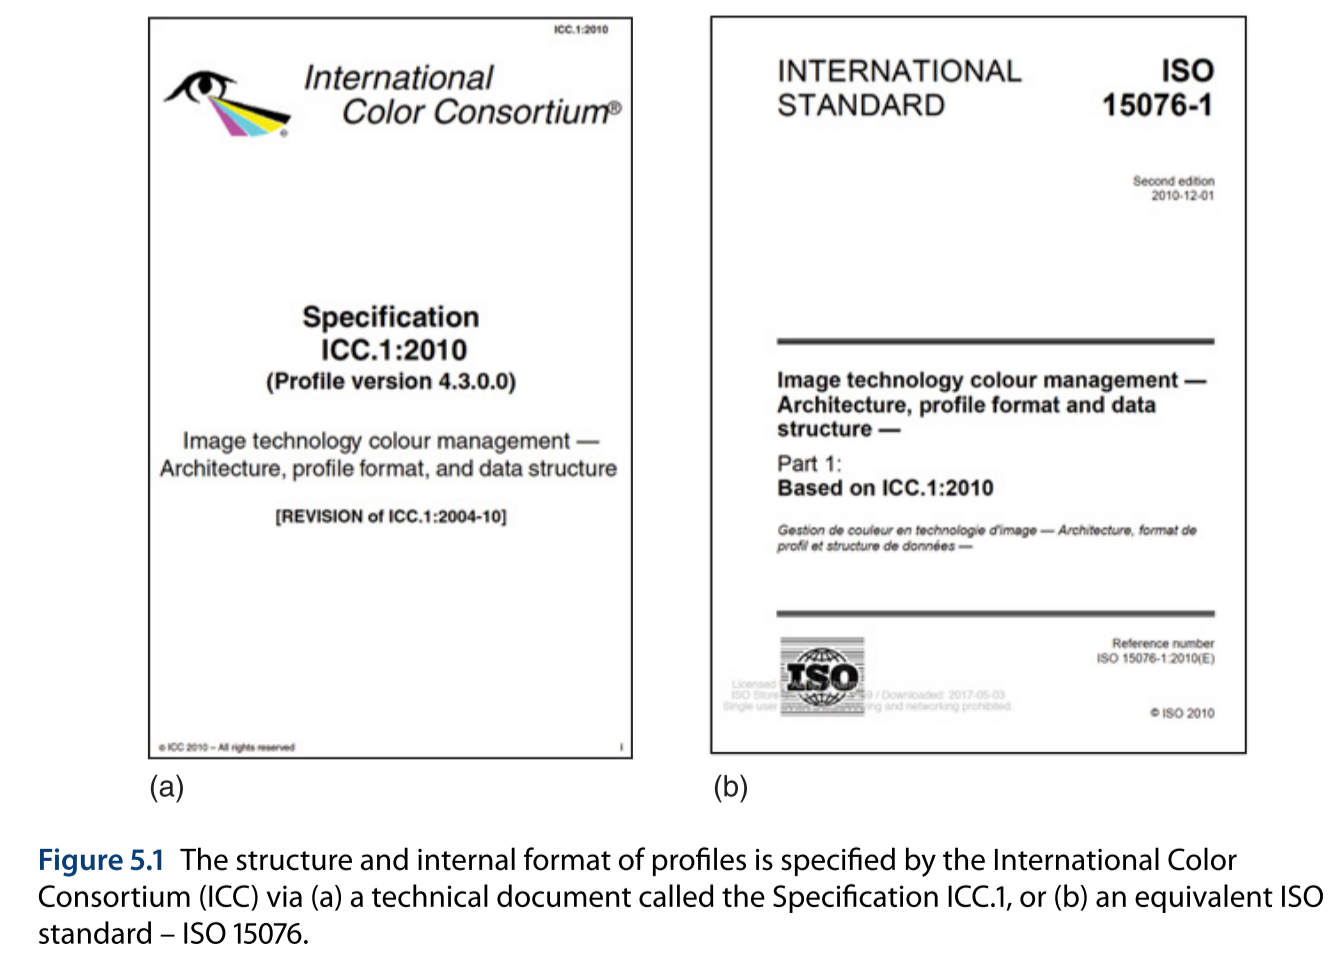 ICC.1:2010
International
Color Consortium®
Specification
ICC.1:2010
(Profile version 4.3.0.0)
Image technology colour management —
Architecture, profile format, and data structure
[REVISION of ICC.1:2004-10]
© ICC 2010 – All rights reserved
i
(a)
INTERNATIONAL
STANDARD
ISO
15076-1
Second edition
2010-12-01
Image technology colour management —
Architecture, profile format and data
structure —
Part 1:
Based on ICC.1:2010
Gestion de couleur en technologie d'image — Architecture, format de
profil et structure de données —
ISO
Licensed
ISO Store 9 / Downloaded: 2017-05-03
Single user and networking prohibited.
Reference number
ISO 15076-1:2010(E)
© ISO 2010
(b)
Figure 5.1 The structure and internal format of profiles is specified by the International Color
Consortium (ICC) via (a) a technical document called the Specification ICC.1, or (b) an equivalent ISO
standard – ISO 15076.